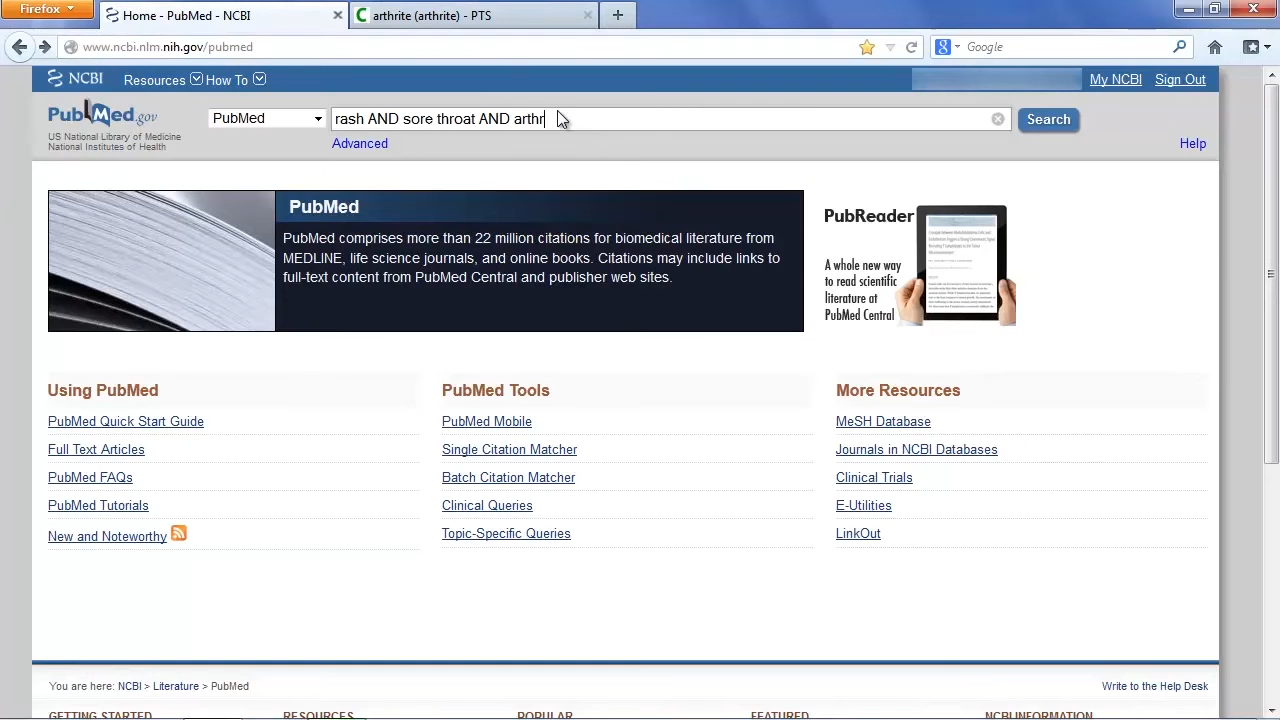 Firefox
Home - PubMed - NCBI
arthrite (arthrite) - PTS
www.ncbi.nlm.nih.gov/pubmed
Google
NCBI Resources How To
My NCBI Sign Out
PubMed.gov
US National Library of Medicine
National Institutes of Health
PubMed
rash AND sore throat AND arthr
Search
Advanced
Help
PubMed
PubMed comprises more than 22 million citations for biomedical literature from
MEDLINE, life science journals, and online books. Citations may include links to
full-text content from PubMed Central and publisher web sites.
PubReader
A whole new way
to read scientific
literature at
PubMed Central
Using PubMed
PubMed Quick Start Guide
Full Text Articles
PubMed FAQs
PubMed Tutorials
New and Noteworthy
PubMed Tools
PubMed Mobile
Single Citation Matcher
Batch Citation Matcher
Clinical Queries
Topic-Specific Queries
More Resources
MeSH Database
Journals in NCBI Databases
Clinical Trials
E-Utilities
LinkOut
You are here: NCBI > Literature > PubMed
Write to the Help Desk
GETTING STARTED
RESOURCES
POPULAR
FEATURED
NCBI INFORMATION